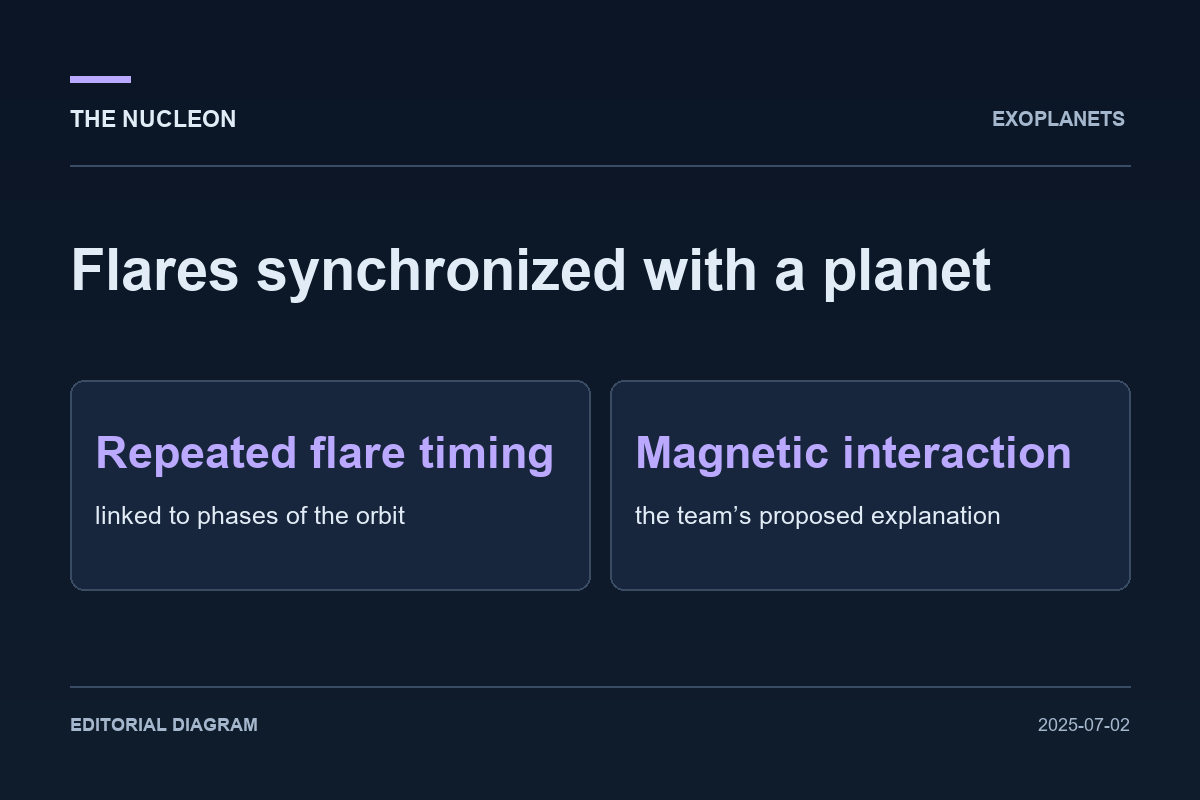 THE NUCLEON
EXOPLANETS
Flares synchronized with a planet
Repeated flare timing
linked to phases of the orbit
Magnetic interaction
the team’s proposed explanation
EDITORIAL DIAGRAM
2025-07-02